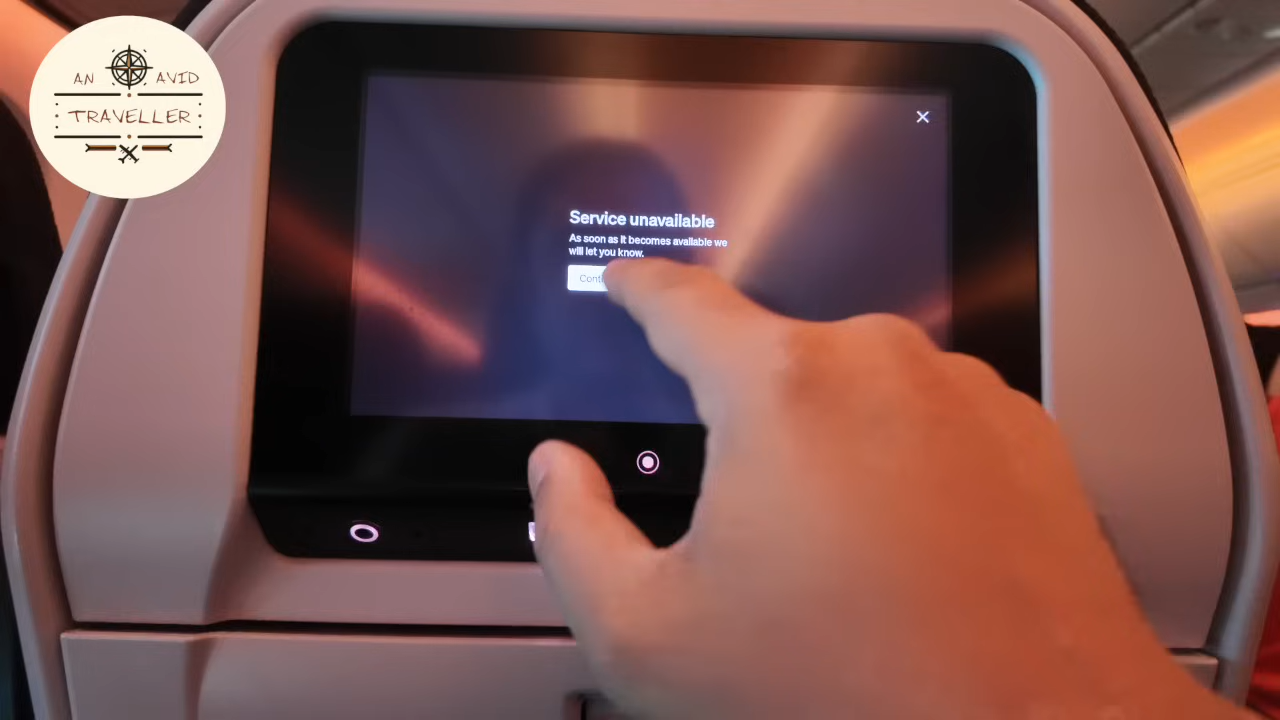 AN AVID
TRAVELLER
Service unavailable
As soon as it becomes available we
will let you know.